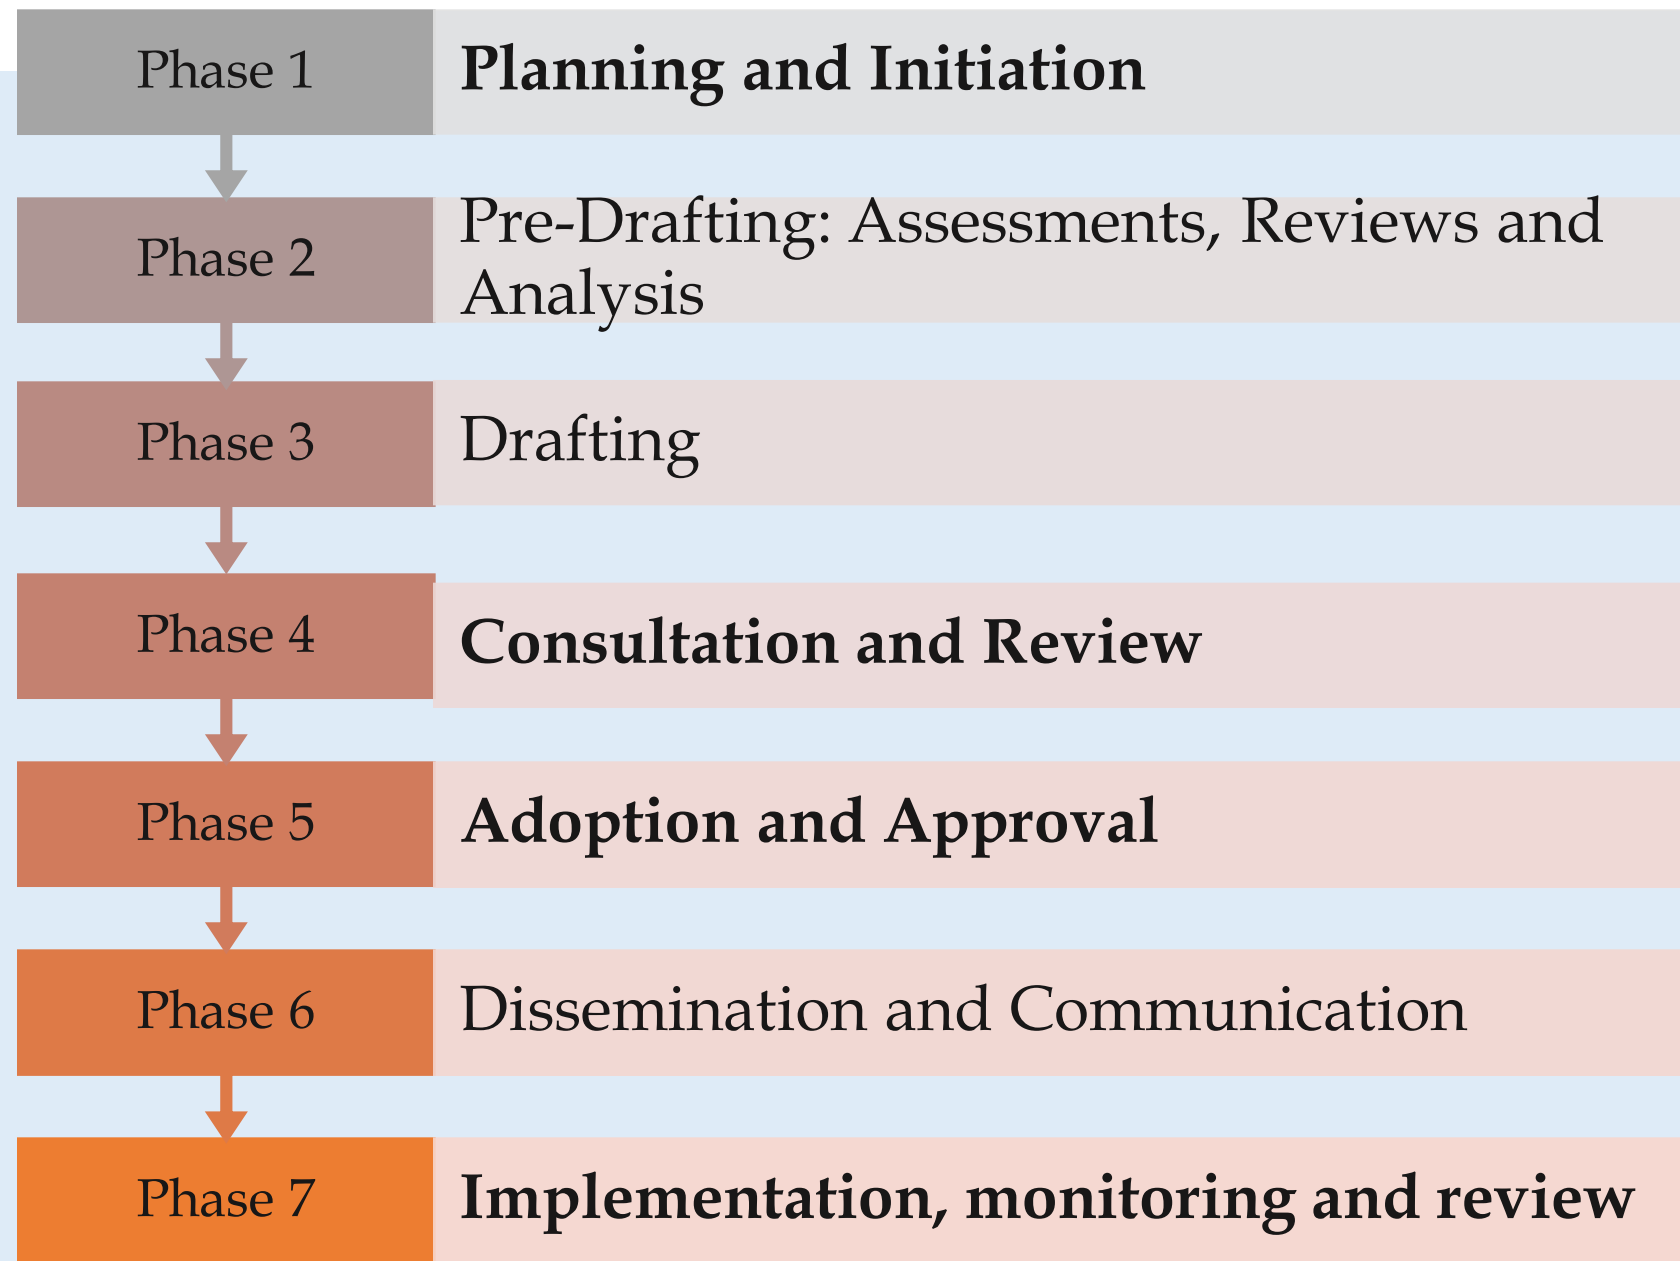 Phase 1
Planning and Initiation
Phase 2
Pre-Drafting: Assessments, Reviews and
Analysis
Phase 3
Drafting
Phase 4
Consultation and Review
Phase 5
Adoption and Approval
Phase 6
Dissemination and Communication
Phase 7
Implementation, monitoring and review